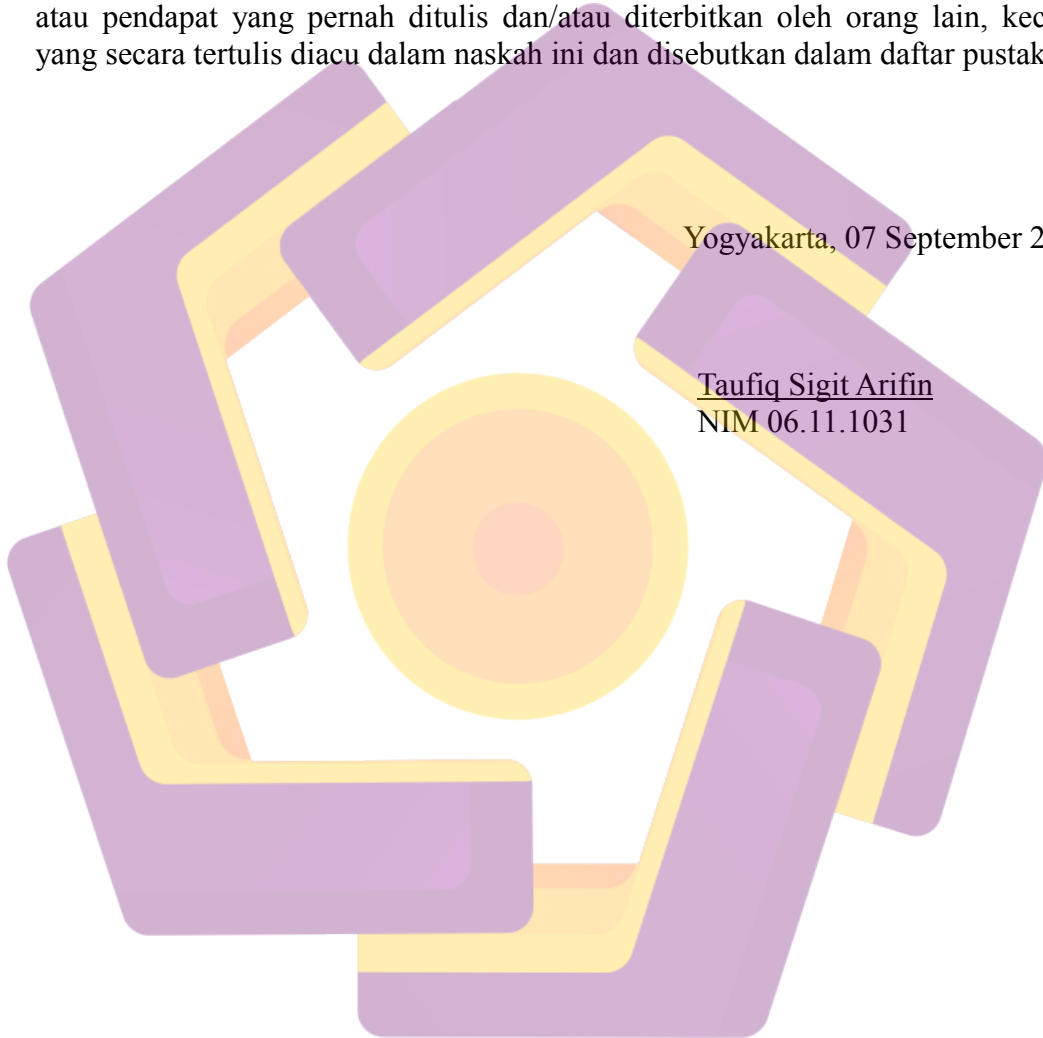 atau pendapat yang pernah ditulis dan/atau diterbitkan oleh orang lain, kec
yang secara tertulis diacu dalam naskah ini dan disebutkan dalam daftar pustak
Yogyakarta, 07 September 2
Taufiq Sigit Arifin
NIM 06.11.1031